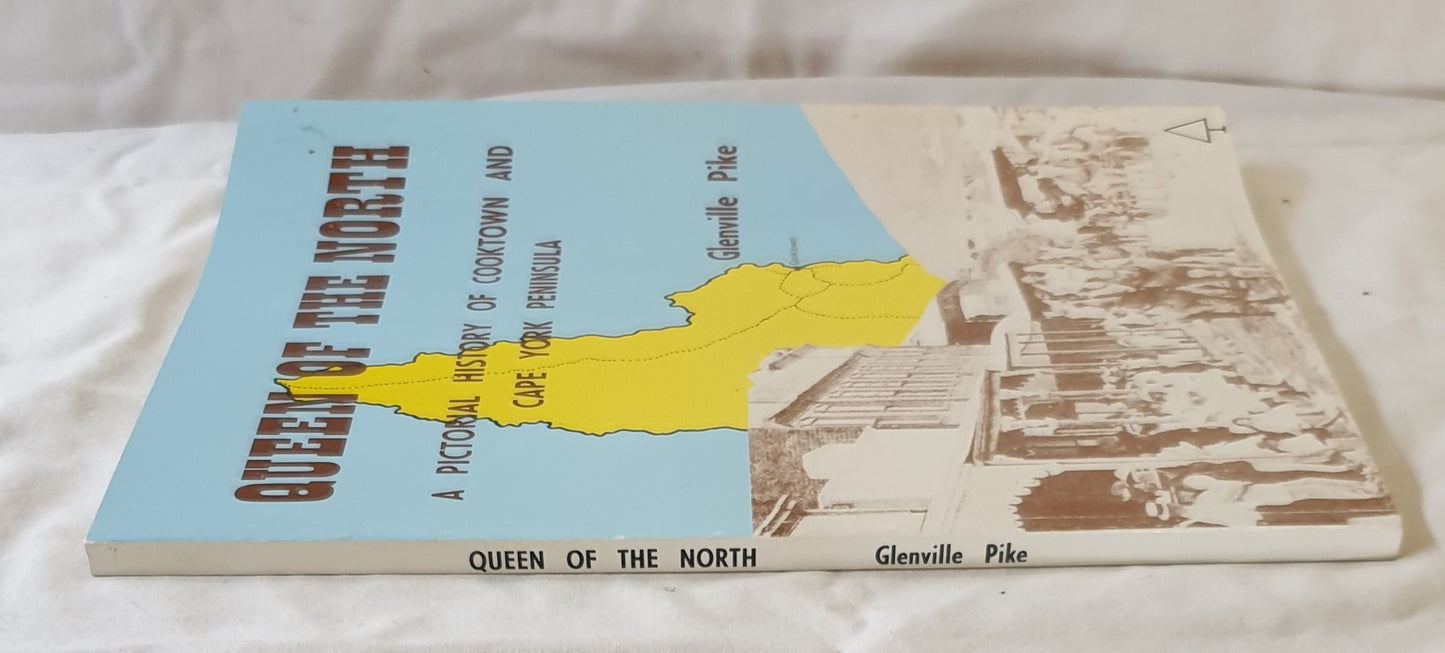 QUEEN OF THE NORTH
A PICTORIAL HISTORY OF COOKTOWN AND
CAPE YORK PENINSULA
Glenville Pike
Cooktown
QUEEN OF THE NORTH Glenville Pike